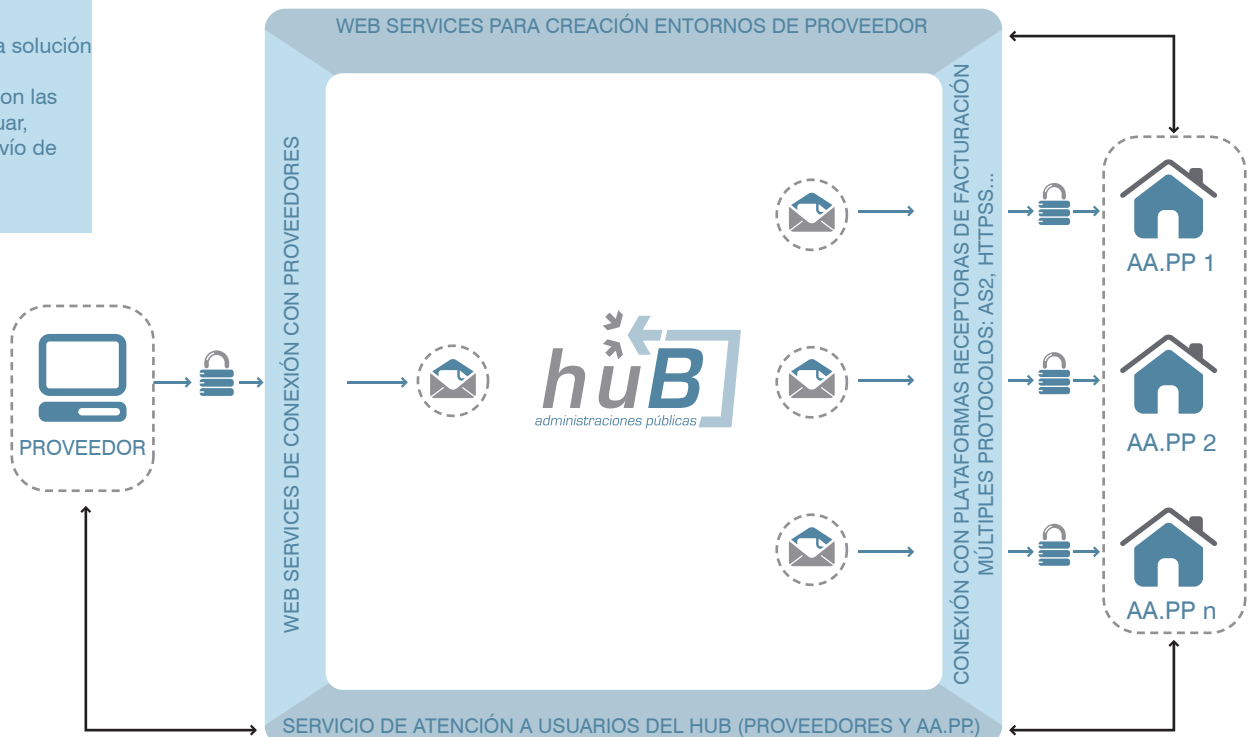 a solución
on las
uar,
vío de
WEB SERVICES PARA CREACIÓN ENTORNOS DE PROVEEDOR
WEB SERVICES DE CONEXIÓN CON PROVEEDORES
CONEXIÓN CON PLATAFORMAS RECEPTORAS DE FACTURACIÓN
MÚLTIPLES PROTOCOLOS: AS2, HTTPSS...
PROVEEDOR
huB
administraciones públicas
AA.PP 1
AA.PP 2
AA.PP n
SERVICIO DE ATENCIÓN A USUARIOS DEL HUB (PROVEEDORES Y AA.PP.)